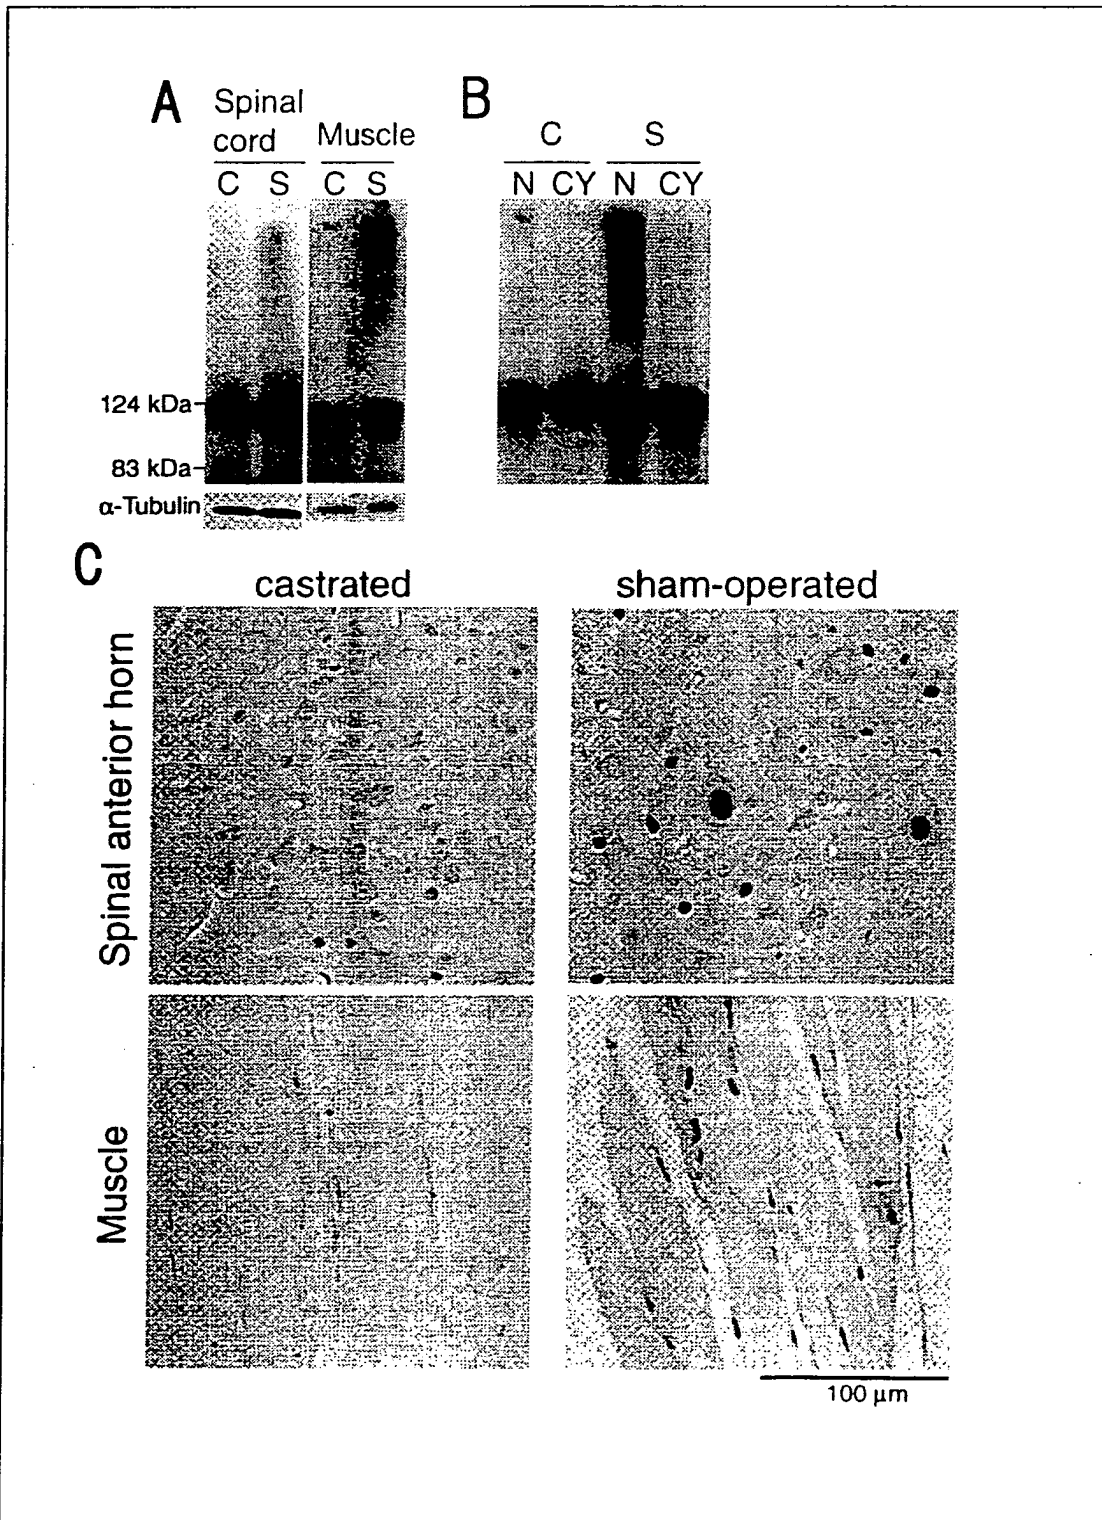 A
Spinal
cord
Muscle
C S C S
124 kDa
83 kDa
α-Tubulin
B
C S
N CY N CY
C
castrated sham-operated
Spinal anterior horn
Muscle
100 μm